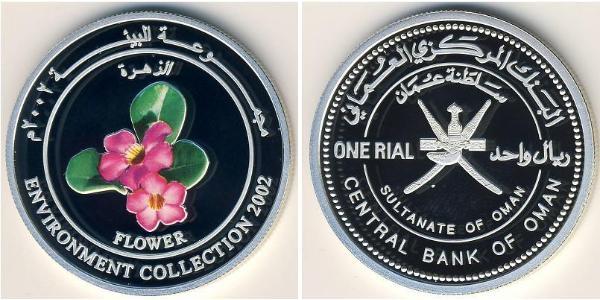 مجموعة البيئة ٢٠٠٢م
الزهرة
FLOWER
ENVIRONMENT COLLECTION 2002
البنك المركزي العماني
سلطنة عمان
ONE RIAL ريال واحد
SULTANATE OF OMAN
CENTRAL BANK OF OMAN